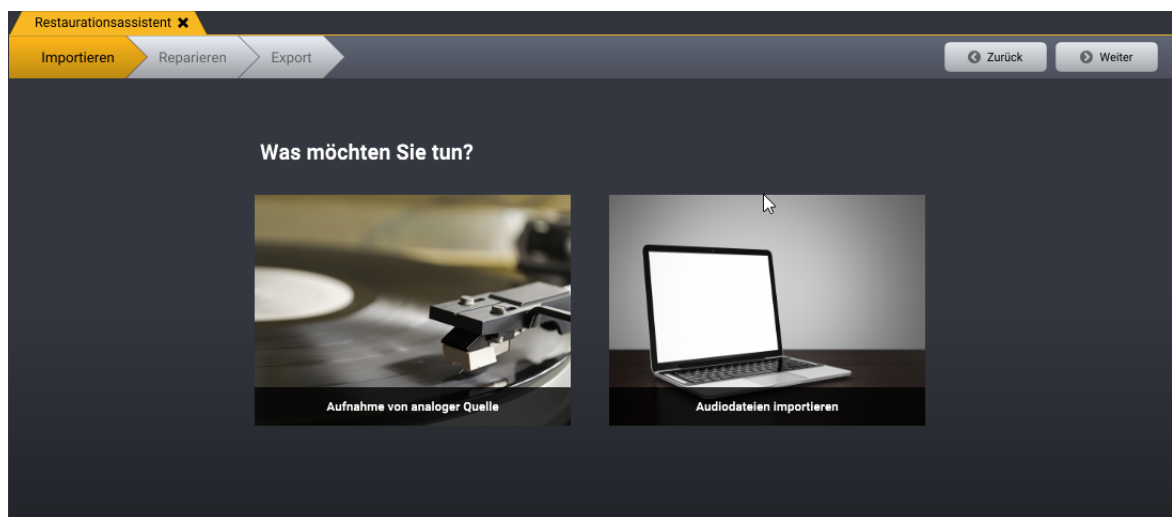 Restaurationsassistent
Importieren
Reparieren
Export
Zurück
Weiter
Was möchten Sie tun?
Aufnahme von analoger Quelle
Audiodateien importieren